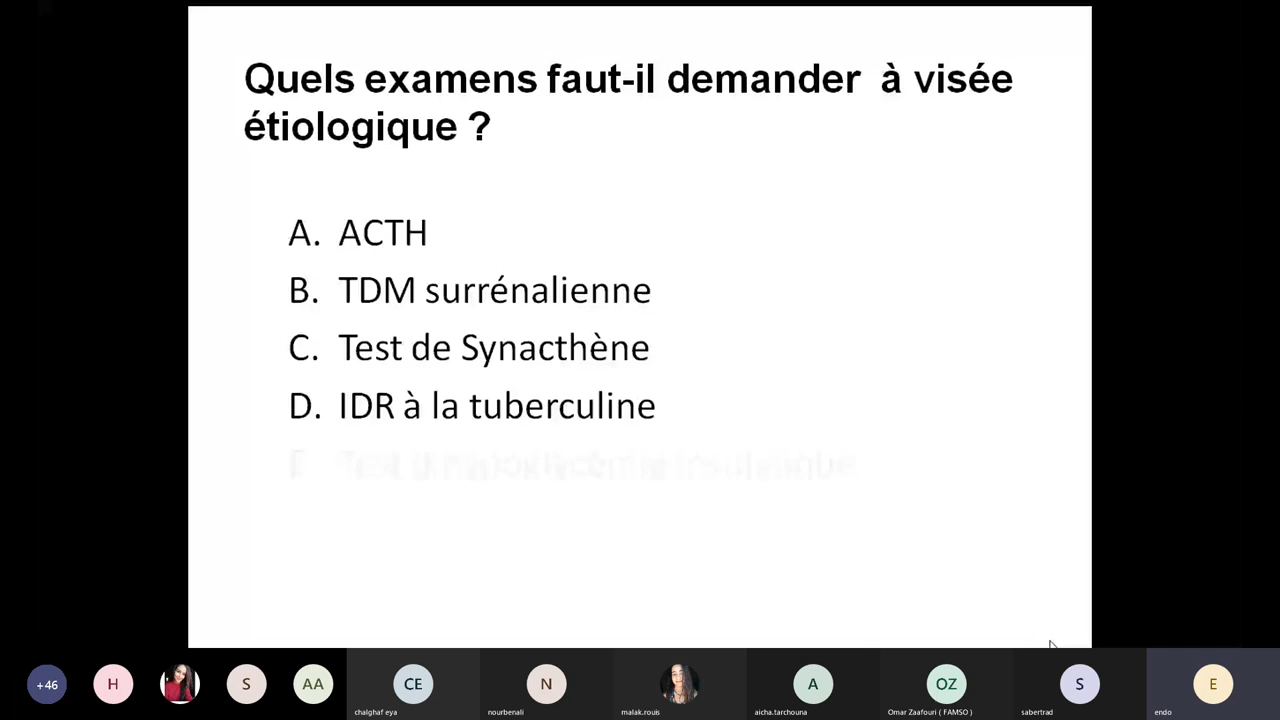 Quels examens faut-il demander à visée
étiologique ?
A. ACTH
B. TDM surrénalienne
C. Test de Synacthène
D. IDR à la tuberculine
+46
H
S
AA
CE
N
A
OZ
S
E
chalghaf eya
nourbenali
malak.rouis
aicha.tarchouna
Omar Zaafouri ( FAMSO )
sabertrad
endo